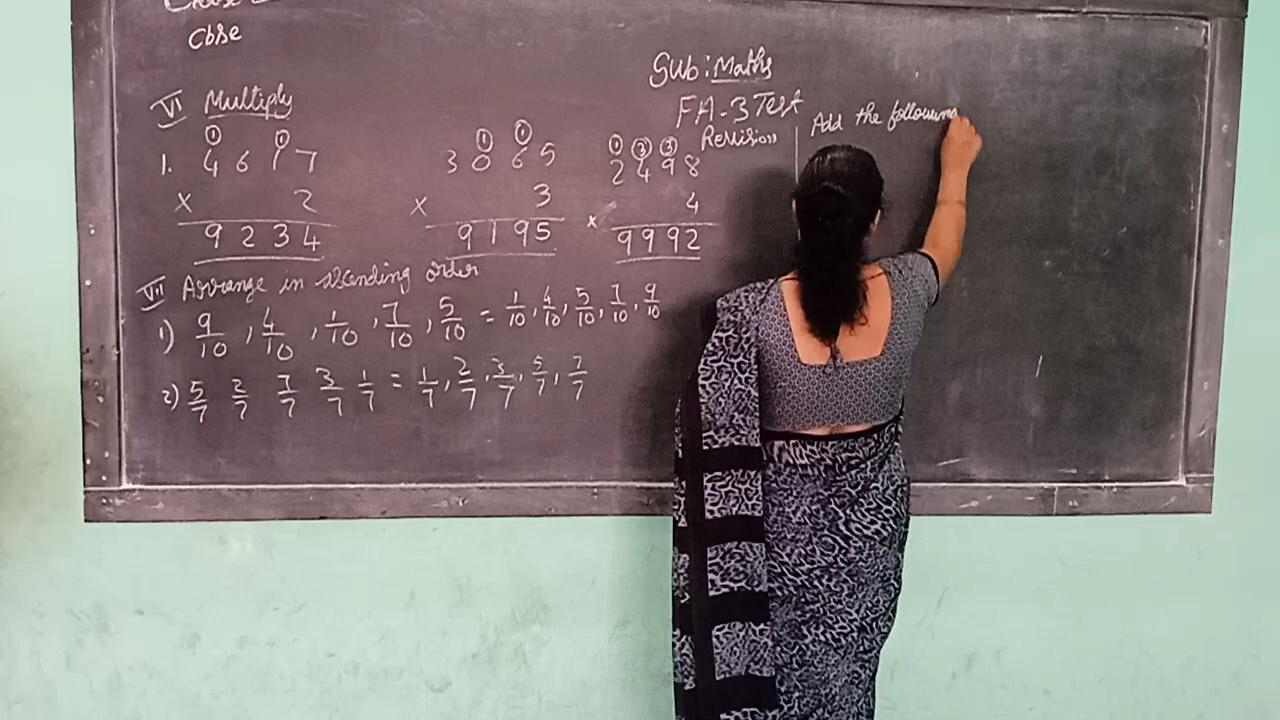 Cbse
Sub: Maths
FA-3 Test
Revision
VI Multiply
1. 4 6 1 7 × 2 = 9 2 3 4
3 0 6 5 × 3 = 9 1 9 5
2 4 9 8 × 4 = 9 9 9 2
VII Arrange in ascending order
1) 9/10, 4/10, 1/10, 7/10, 5/10 = 1/10, 4/10, 5/10, 7/10, 9/10
2) 5/7 2/7 7/7 3/7 1/7 = 1/7, 2/7, 3/7, 5/7, 7/7
Add the following